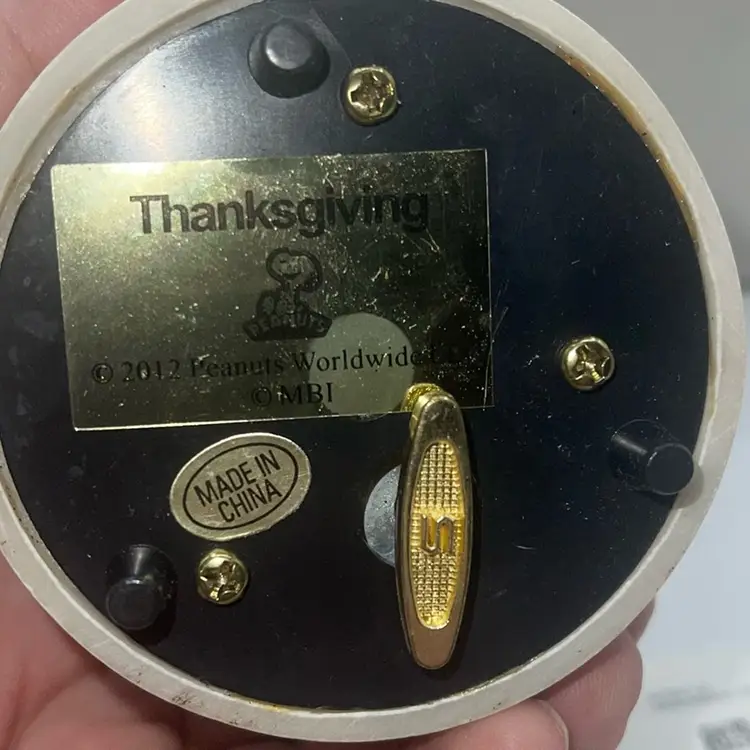 Thanksgiving
PEANUTS
© 2012 Peanuts Worldwide
© MBI
MADE IN
CHINA
S